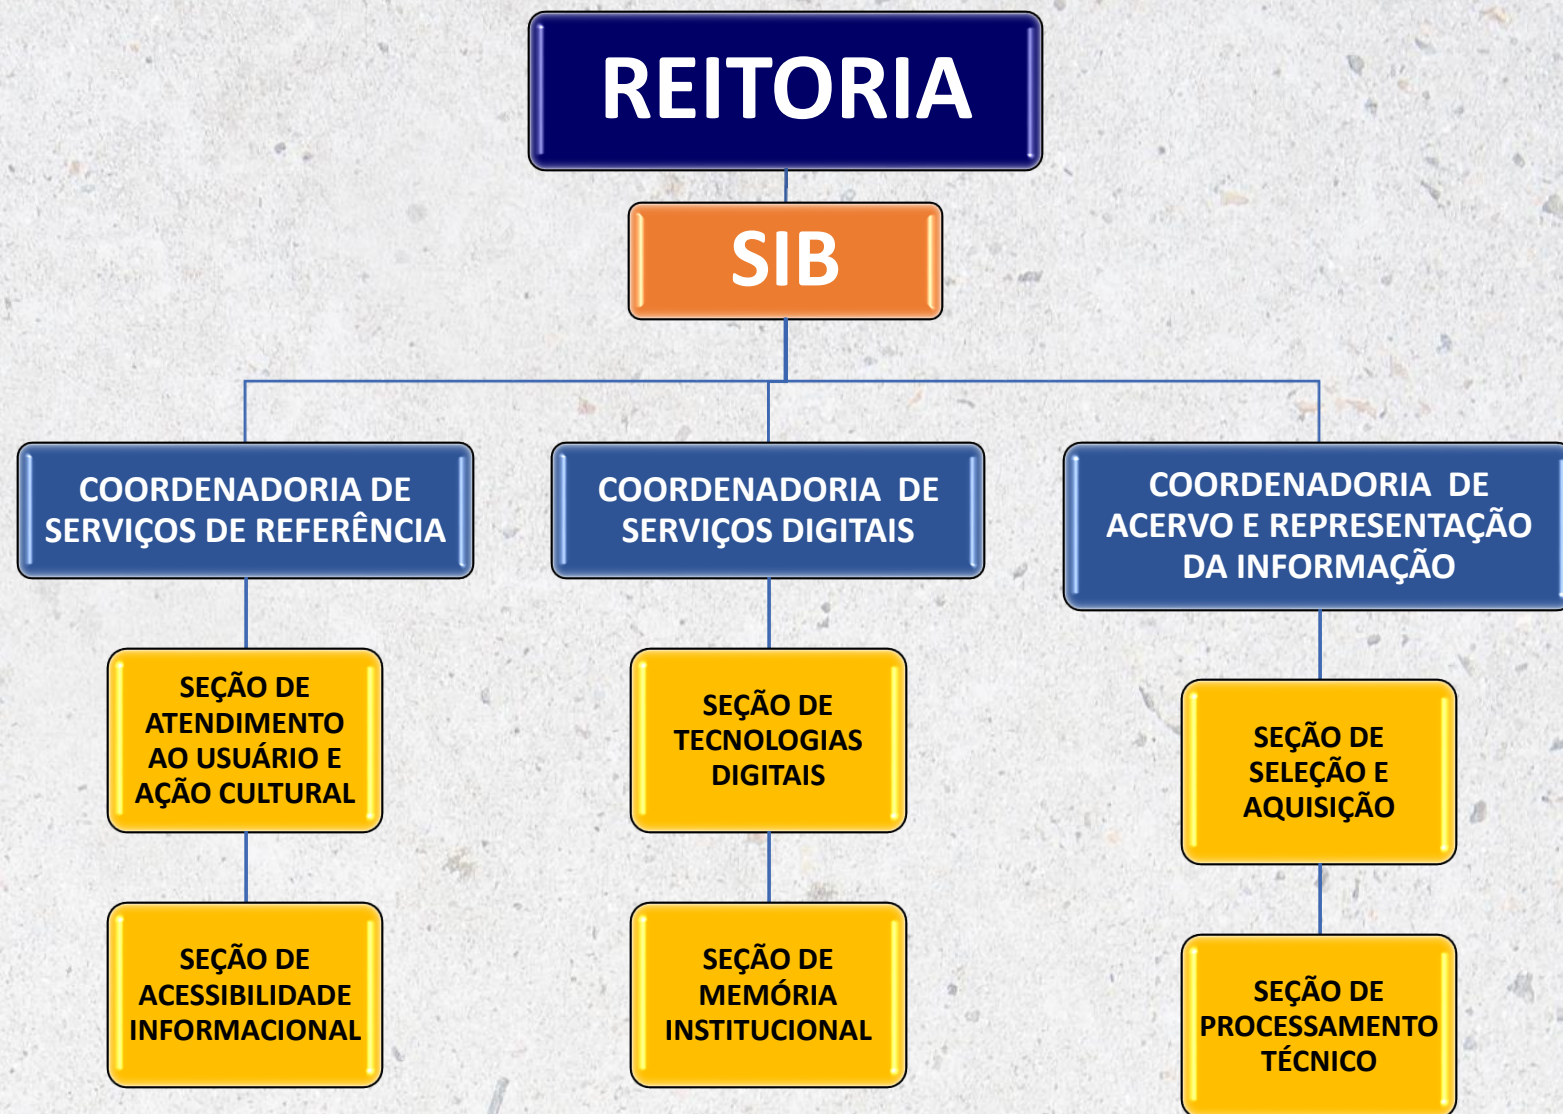 REITORIA
SIB
COORDENADORIA DE
SERVIÇOS DE REFERÊNCIA
COORDENADORIA DE
SERVIÇOS DIGITAIS
COORDENADORIA DE
ACERVO E REPRESENTAÇÃO
DA INFORMAÇÃO
SEÇÃO DE
ATENDIMENTO
AO USUÁRIO E
AÇÃO CULTURAL
SEÇÃO DE
TECNOLOGIAS
DIGITAIS
SEÇÃO DE
SELEÇÃO E
AQUISIÇÃO
SEÇÃO DE
ACESSIBILIDADE
INFORMACIONAL
SEÇÃO DE
MEMÓRIA
INSTITUCIONAL
SEÇÃO DE
PROCESSAMENTO
TÉCNICO